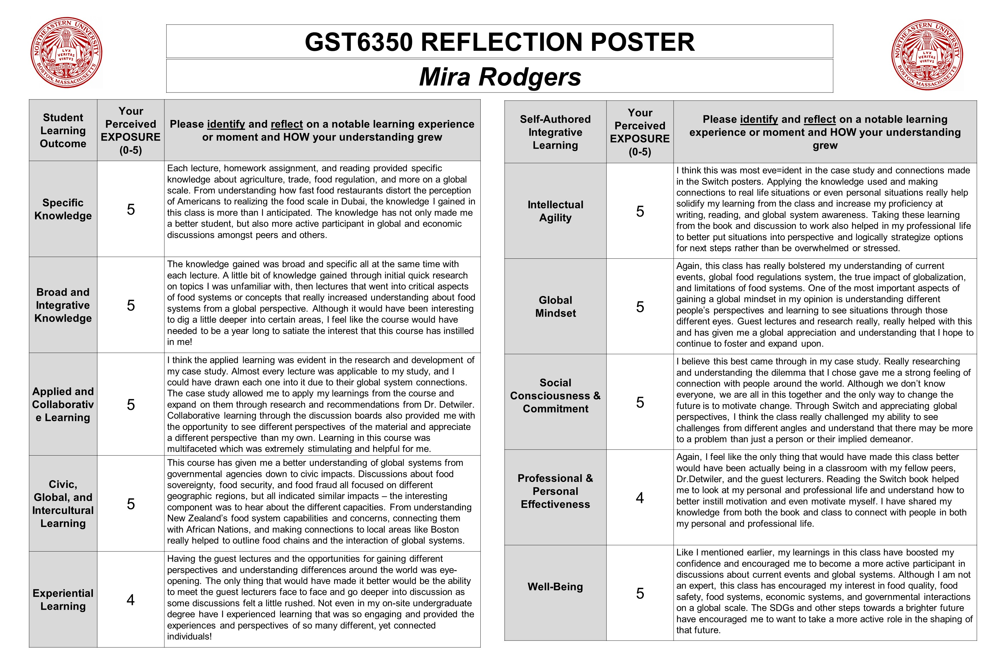 NORTHEASTERN UNIVERSITY
LVX
VERITAS
VIRTVS
FOUNDED AD 1898
BOSTON, MASSACHUSETTS
GST6350 REFLECTION POSTER
Mira Rodgers
NORTHEASTERN UNIVERSITY
LVX
VERITAS
VIRTVS
FOUNDED AD 1898
BOSTON, MASSACHUSETTS
Student
Learning
Outcome
Your
Perceived
EXPOSURE
(0-5)
Please identify and reflect on a notable learning experience
or moment and HOW your understanding grew
Specific
Knowledge
5
Each lecture, homework assignment, and reading provided specific
knowledge about agriculture, trade, food regulation, and more on a global
scale. From understanding how fast food restaurants distort the perception
of Americans to realizing the food scale in Dubai, the knowledge I gained in
this class is more than I anticipated. The knowledge has not only made me
a better student, but also more active participant in global and economic
discussions amongst peers and others.
Broad and
Integrative
Knowledge
5
The knowledge gained was broad and specific all at the same time with
each lecture. A little bit of knowledge gained through initial quick research
on topics I was unfamiliar with, then lectures that went into critical aspects
of food systems or concepts that really increased understanding about food
systems from a global perspective. Although it would have been interesting
to dig a little deeper into certain areas, I feel like the course would have
needed to be a year long to satiate the interest that this course has instilled
in me!
Applied and
Collaborativ
e Learning
5
I think the applied learning was evident in the research and development of
my case study. Almost every lecture was applicable to my study, and I
could have drawn each one into it due to their global system connections.
The case study allowed me to apply my learnings from the course and
expand on them through research and recommendations from Dr. Detwiler.
Collaborative learning through the discussion boards also provided me with
the opportunity to see different perspectives of the material and appreciate
a different perspective than my own. Learning in this course was
multifaceted which was extremely stimulating and helpful for me.
Civic,
Global, and
Intercultural
Learning
5
This course has given me a better understanding of global systems from
governmental agencies down to civic impacts. Discussions about food
sovereignty, food security, and food fraud all focused on different
geographic regions, but all indicated similar impacts – the interesting
component was to hear about the different capacities. From understanding
New Zealand’s food system capabilities and concerns, connecting them
with African Nations, and making connections to local areas like Boston
really helped to outline food chains and the interaction of global systems.
Experiential
Learning
4
Having the guest lectures and the opportunities for gaining different
perspectives and understanding differences around the world was eye-
opening. The only thing that would have made it better would be the ability
to meet the guest lecturers face to face and go deeper into discussion as
some discussions felt a little rushed. Not even in my on-site undergraduate
degree have I experienced learning that was so engaging and provided the
experiences and perspectives of so many different, yet connected
individuals!
Self-Authored
Integrative
Learning
Your
Perceived
EXPOSURE
(0-5)
Please identify and reflect on a notable learning
experience or moment and HOW your understanding
grew
Intellectual
Agility
5
I think this was most eve=ident in the case study and connections made
in the Switch posters. Applying the knowledge used and making
connections to real life situations or even personal situations really help
solidify my learning from the class and increase my proficiency at
writing, reading, and global system awareness. Taking these learning
from the book and discussion to work also helped in my professional life
to better put situations into perspective and logically strategize options
for next steps rather than be overwhelmed or stressed.
Global
Mindset
5
Again, this class has really bolstered my understanding of current
events, global food regulations system, the true impact of globalization,
and limitations of food systems. One of the most important aspects of
gaining a global mindset in my opinion is understanding different
people’s perspectives and learning to see situations through those
different eyes. Guest lectures and research really, really helped with this
and has given me a global appreciation and understanding that I hope to
continue to foster and expand upon.
Social
Consciousness &
Commitment
5
I believe this best came through in my case study. Really researching
and understanding the dilemma that I chose gave me a strong feeling of
connection with people around the world. Although we don’t know
everyone, we are all in this together and the only way to change the
future is to motivate change. Through Switch and appreciating global
perspectives, I think the class really challenged my ability to see
challenges from different angles and understand that there may be more
to a problem than just a person or their implied demeanor.
Professional &
Personal
Effectiveness
4
Again, I feel like the only thing that would have made this class better
would have been actually being in a classroom with my fellow peers,
Dr.Detwiler, and the guest lecturers. Reading the Switch book helped
me to look at my personal and professional life and understand how to
better instill motivation and even motivate myself. I have shared my
knowledge from both the book and class to connect with people in both
my personal and professional life.
Well-Being
5
Like I mentioned earlier, my learnings in this class have boosted my
confidence and encouraged me to become a more active participant in
discussions about current events and global systems. Although I am not
an expert, this class has encouraged my interest in food quality, food
safety, food systems, economic systems, and governmental interactions
on a global scale. The SDGs and other steps towards a brighter future
have encouraged me to want to take a more active role in the shaping of
that future.